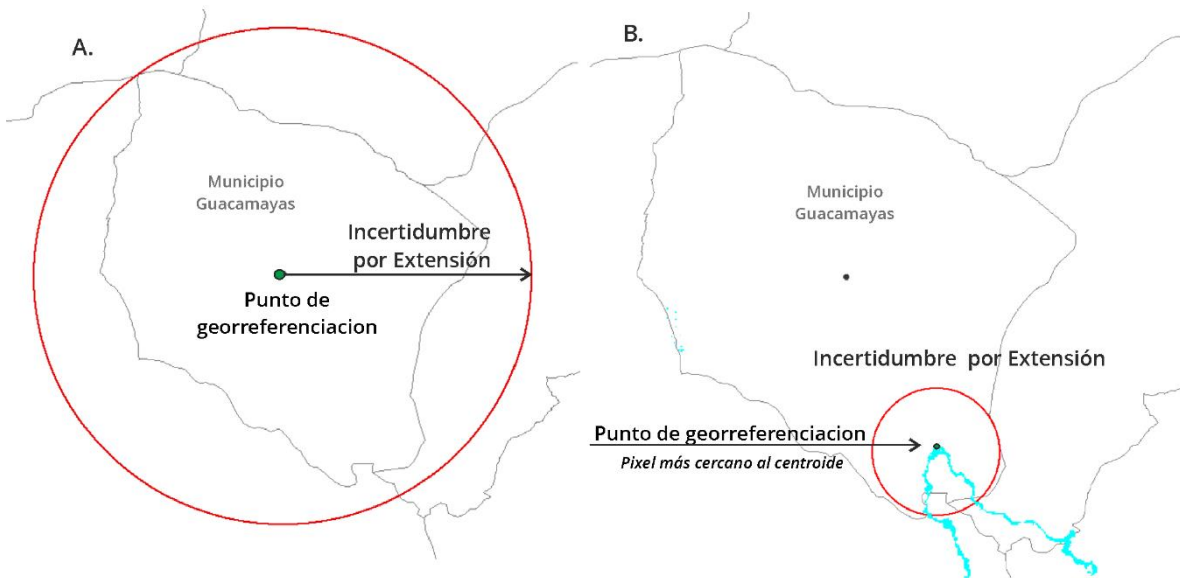 A.
Municipio
Guacamayas
Incertidumbre
por Extensión
Punto de
georreferenciacion
B.
Municipio
Guacamayas
Incertidumbre por Extensión
Punto de georreferenciacion
Pixel más cercano al centroide